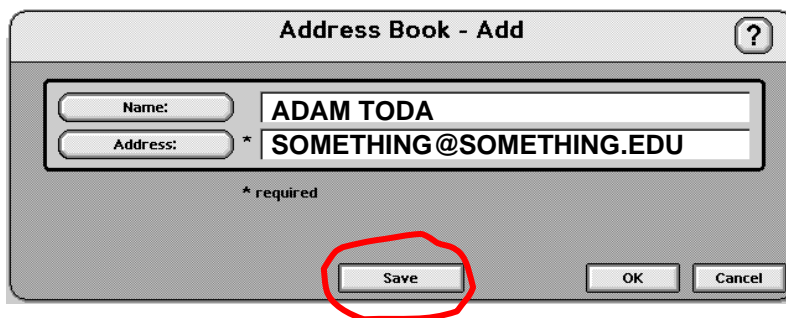 Address Book - Add
?
Name: ADAM TODA
Address: * SOMETHING@SOMETHING.EDU
* required
Save OK Cancel